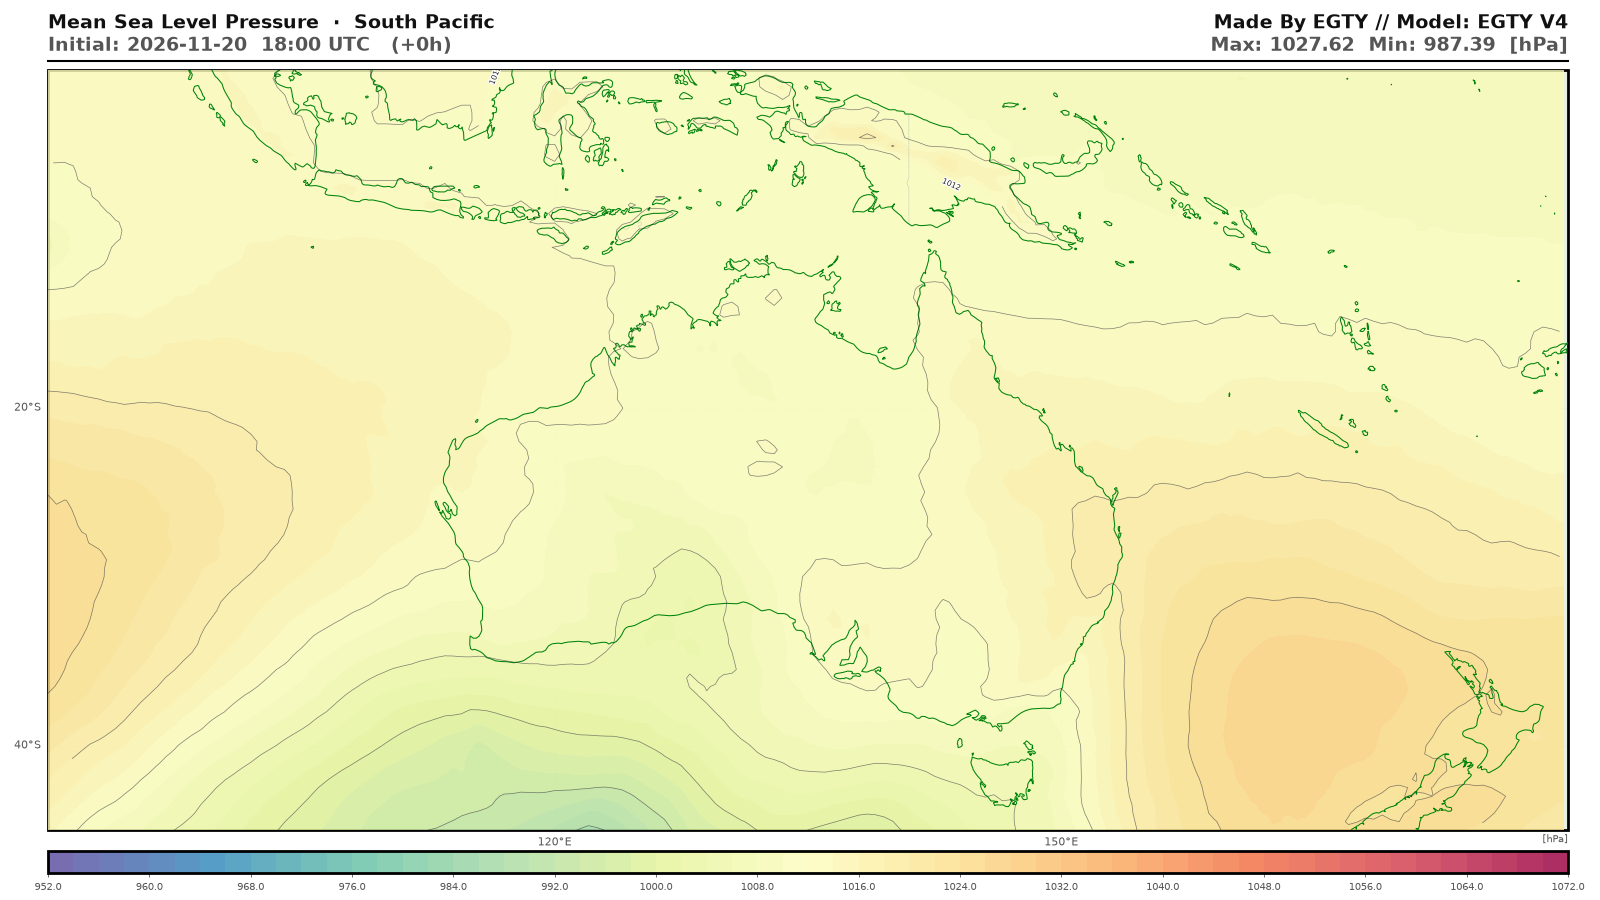 Mean Sea Level Pressure · South Pacific
Made By EGTY // Model: EGTY V4
Initial: 2026-11-20 18:00 UTC (+0h)
Max: 1027.62 Min: 987.39 [hPa]
101
1012
20°S
40°S
120°E
150°E
[hPa]
952.0 960.0 968.0 976.0 984.0 992.0 1000.0 1008.0 1016.0 1024.0 1032.0 1040.0 1048.0 1056.0 1064.0 1072.0